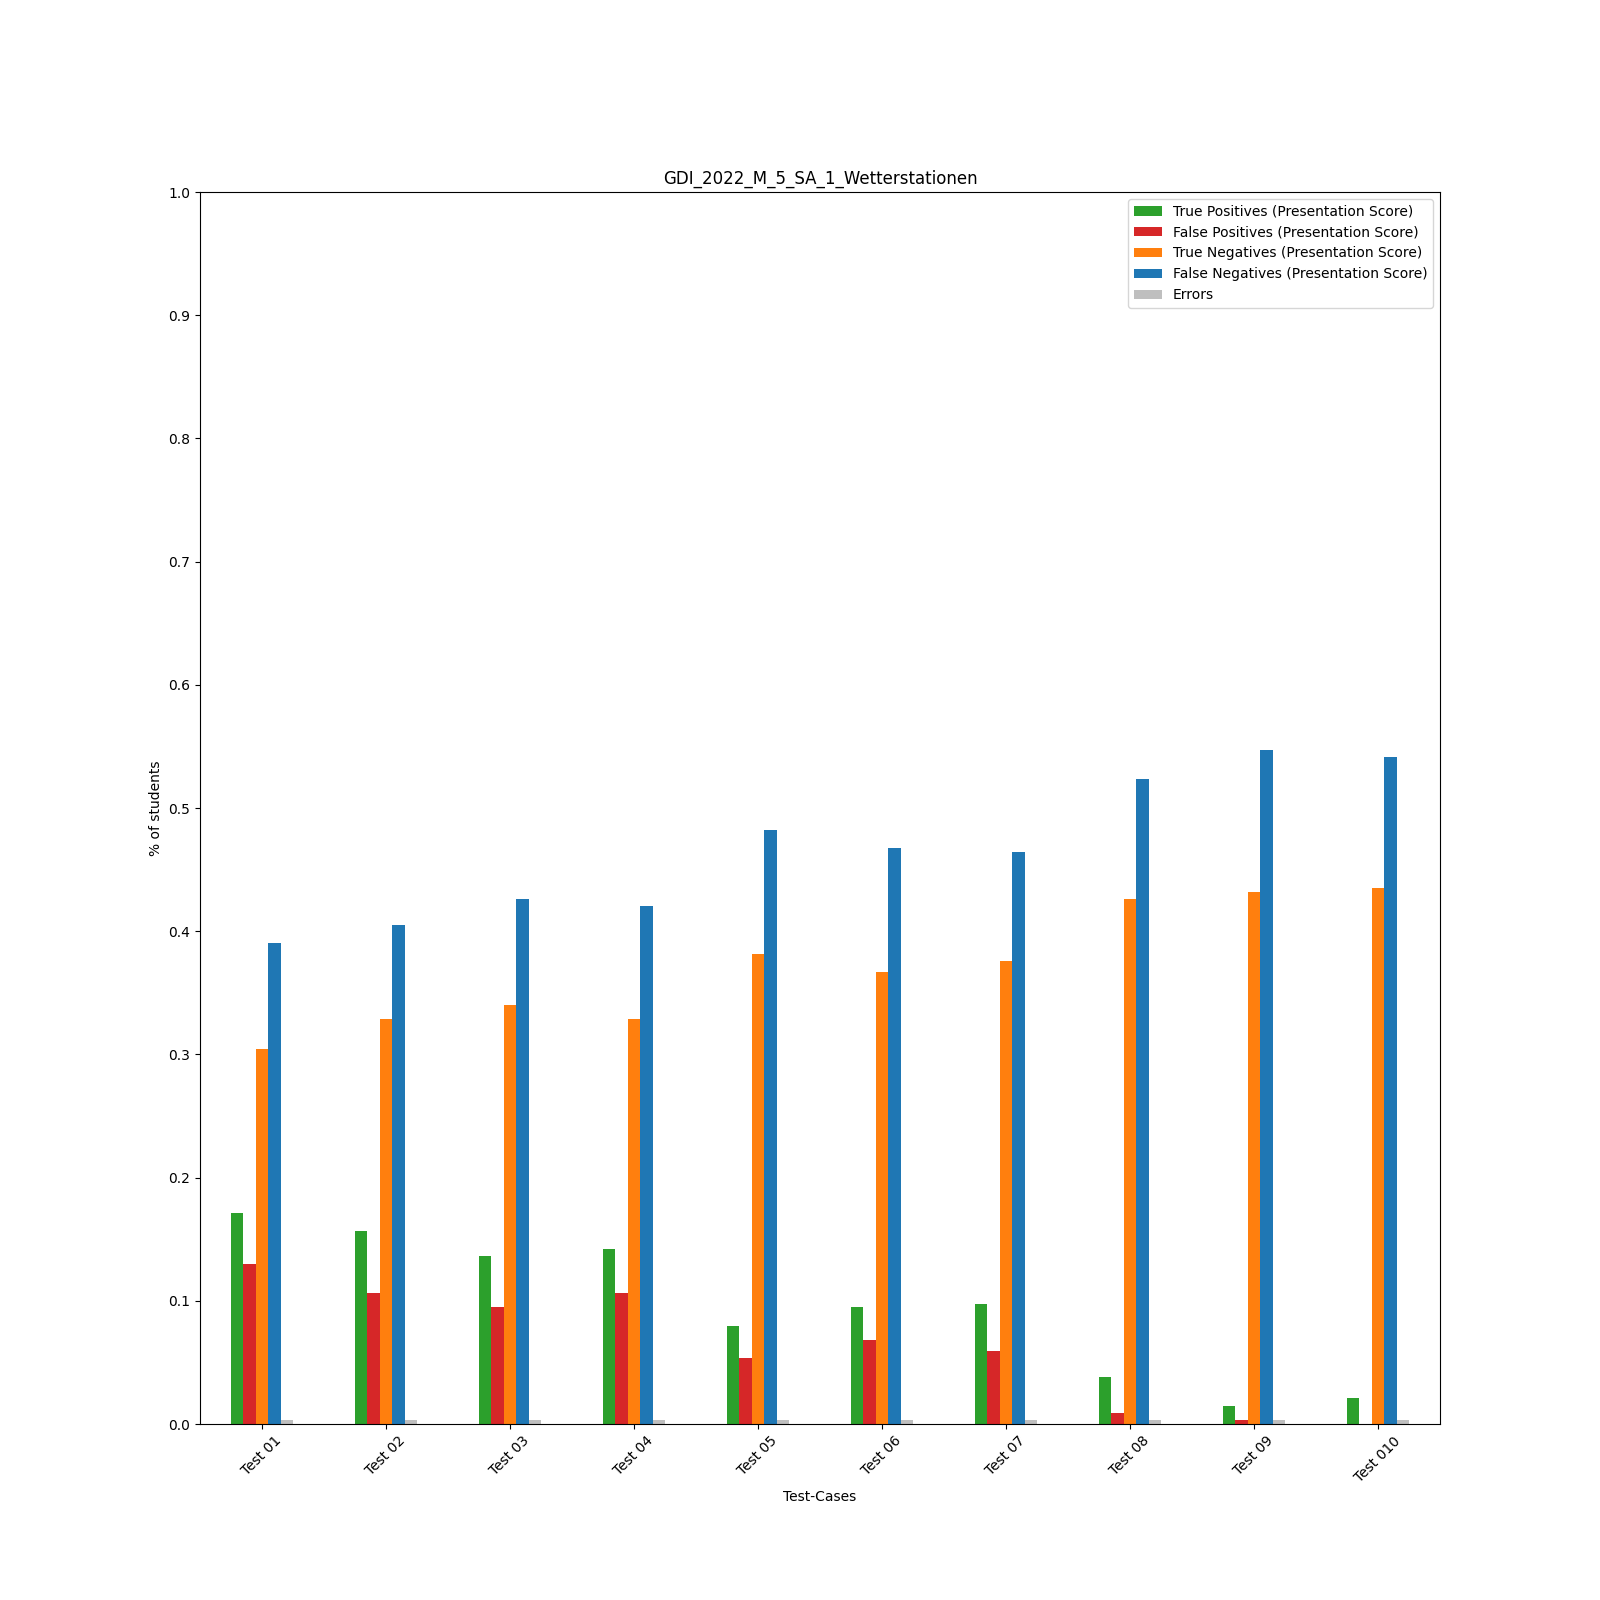 GDI_2022_M_5_SA_1_Wetterstationen
True Positives (Presentation Score)
False Positives (Presentation Score)
True Negatives (Presentation Score)
False Negatives (Presentation Score)
Errors
1.0
0.9
0.8
0.7
0.6
0.5
0.4
0.3
0.2
0.1
0.0
% of students
Test 01
Test 02
Test 03
Test 04
Test 05
Test 06
Test 07
Test 08
Test 09
Test 010
Test-Cases